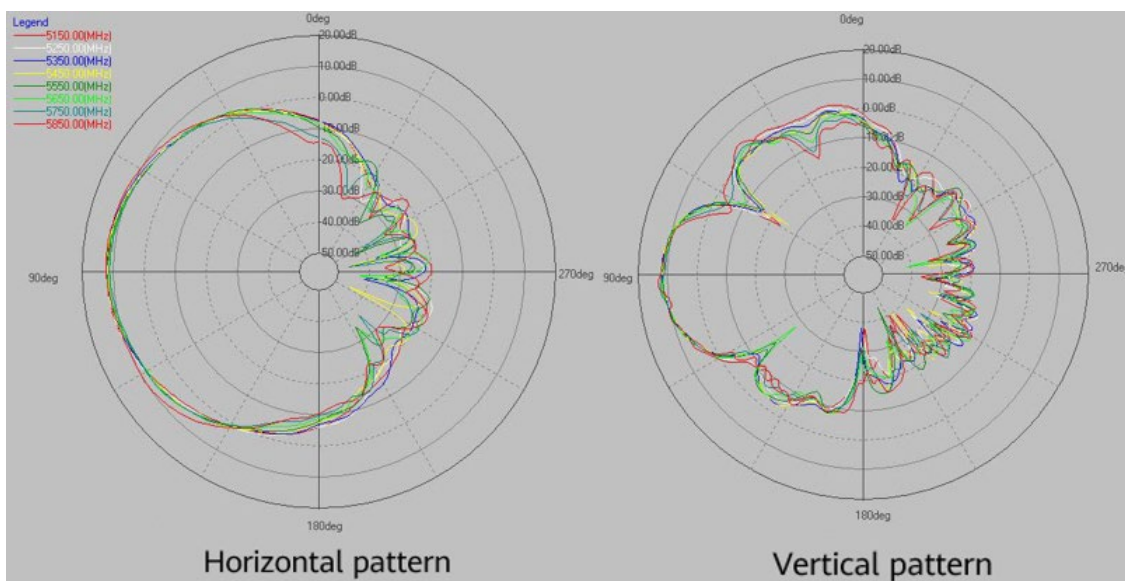 Legend
5150.00(MHz)
5250.00(MHz)
5350.00(MHz)
5450.00(MHz)
5550.00(MHz)
5650.00(MHz)
5750.00(MHz)
5850.00(MHz)
0deg
20.00dB
10.00dB
0.00dB
10.00dB
20.00dB
30.00dB
40.00dB
50.00dB
90deg
270deg
180deg
Horizontal pattern
0deg
20.00dB
10.00dB
0.00dB
10.00dB
20.00dB
30.00dB
40.00dB
50.00dB
90deg
270deg
180deg
Vertical pattern